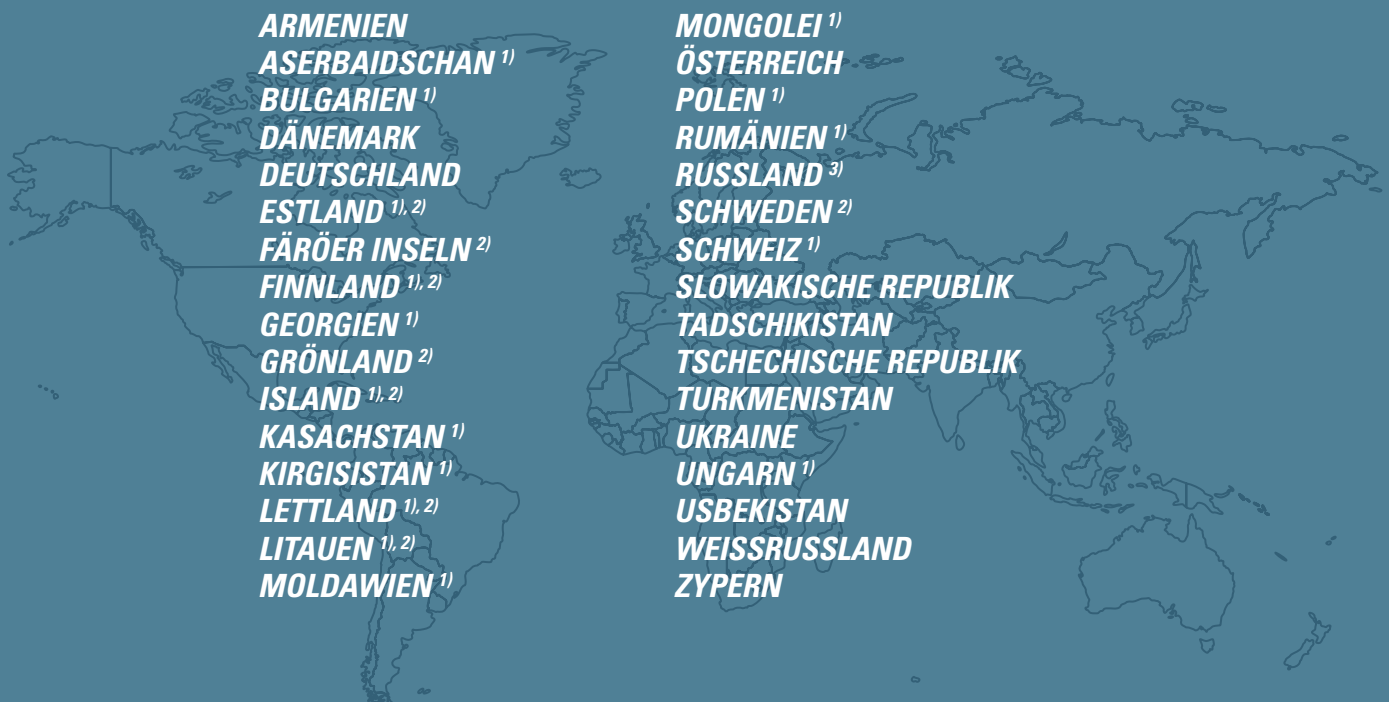 ARMENIEN
ASERBAIDSCHAN 1)
BULGARIEN 1)
DÄNEMARK
DEUTSCHLAND
ESTLAND 1), 2)
FÄRÖER INSELN 2)
FINNLAND 1), 2)
GEORGIEN 1)
GRÖNLAND 2)
ISLAND 1), 2)
KASACHSTAN 1)
KIRGISISTAN 1)
LETTLAND 1), 2)
LITAUEN 1), 2)
MOLDAWIEN 1)
MONGOLEI 1)
ÖSTERREICH
POLEN 1)
RUMÄNIEN 1)
RUSSLAND 3)
SCHWEDEN 2)
SCHWEIZ 1)
SLOWAKISCHE REPUBLIK
TADSCHIKISTAN
TSCHECHISCHE REPUBLIK
TURKMENISTAN
UKRAINE
UNGARN 1)
USBEKISTAN
WEISSRUSSLAND
ZYPERN